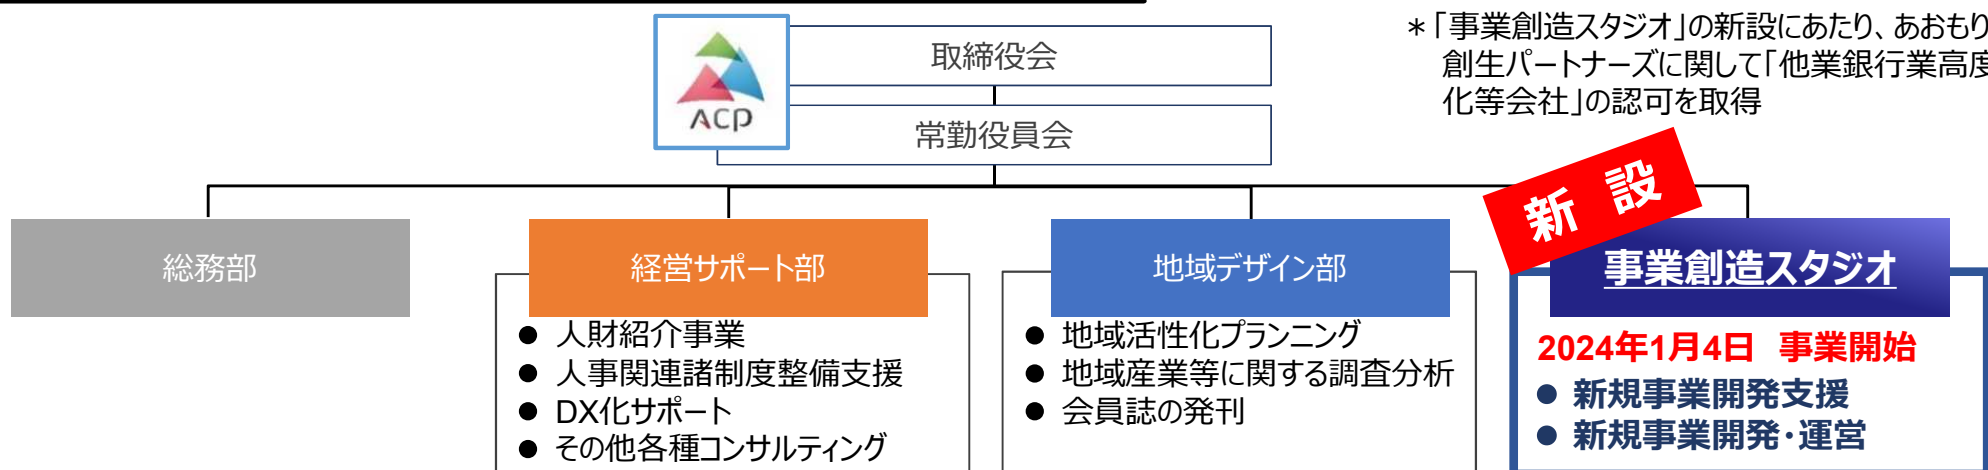 ACP
取締役会
常勤役員会
＊「事業創造スタジオ」の新設にあたり、あおもり
創生パートナーズに関して「他業銀行業高度
化等会社」の認可を取得
総務部
経営サポート部
● 人財紹介事業
● 人事関連諸制度整備支援
● DX化サポート
● その他各種コンサルティング
地域デザイン部
● 地域活性化プランニング
● 地域産業等に関する調査分析
● 会員誌の発刊
新 設
事業創造スタジオ
2024年1月4日 事業開始
● 新規事業開発支援
● 新規事業開発・運営